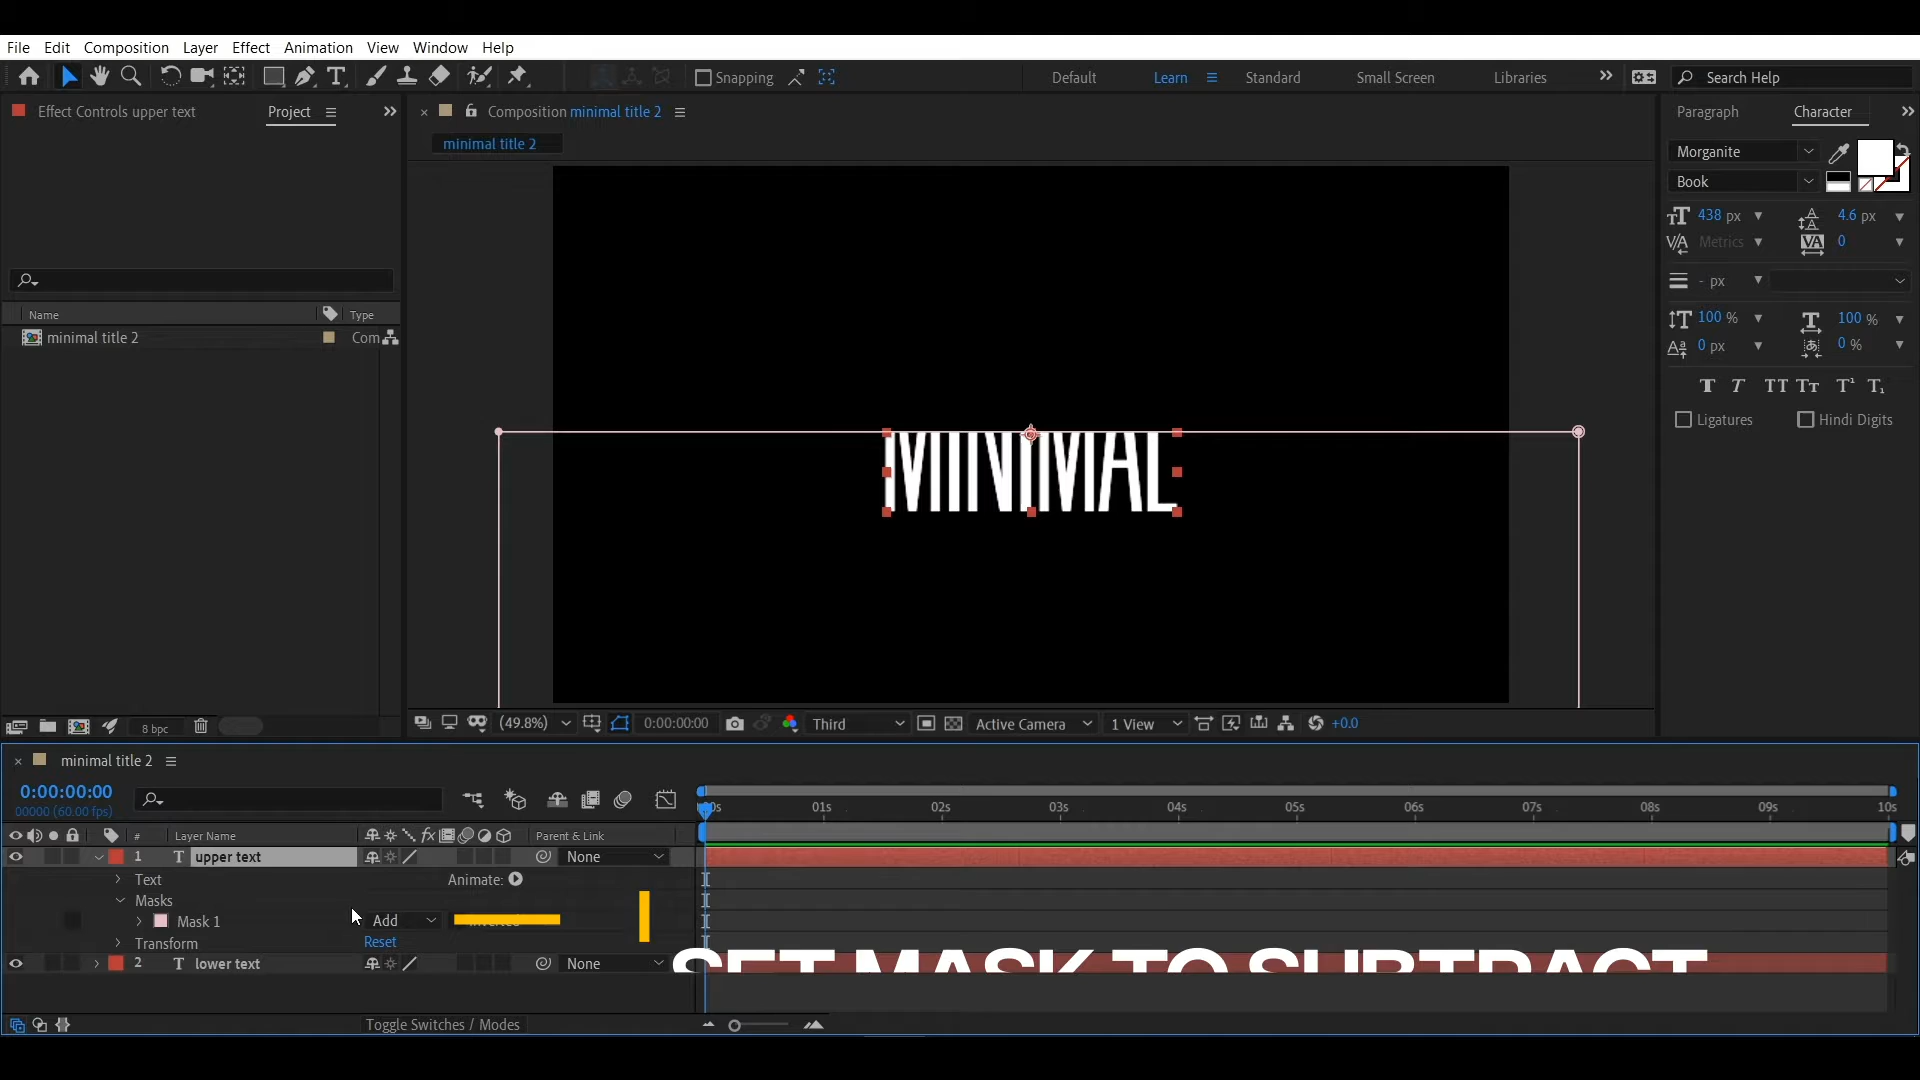 File Edit Composition Layer Effect Animation View Window Help
Snapping Default Learn Standard Small Screen Libraries Search Help
Effect Controls upper text Project
Composition minimal title 2
Paragraph Character
minimal title 2
Morganite
Book
438 px 4.6 px
Metrics 0
- px
100 % 100 %
0 px 0 %
T T TT Tt T¹ T₁
Ligatures Hindi Digits
Name Type
minimal title 2 Com
MINIMAL
8 bpc
(49.8%) 0:00:00:00 Third Active Camera 1 View +0.0
minimal title 2
0:00:00:00
00000 (60.00 fps)
01s 02s 03s 04s 05s 06s 07s 08s 09s 10s
# Layer Name fx Parent & Link
1 T upper text None
Text Animate:
Masks
Mask 1 Add
Transform Reset
2 T lower text None
SET MASK TO SUBTRACT
Toggle Switches / Modes